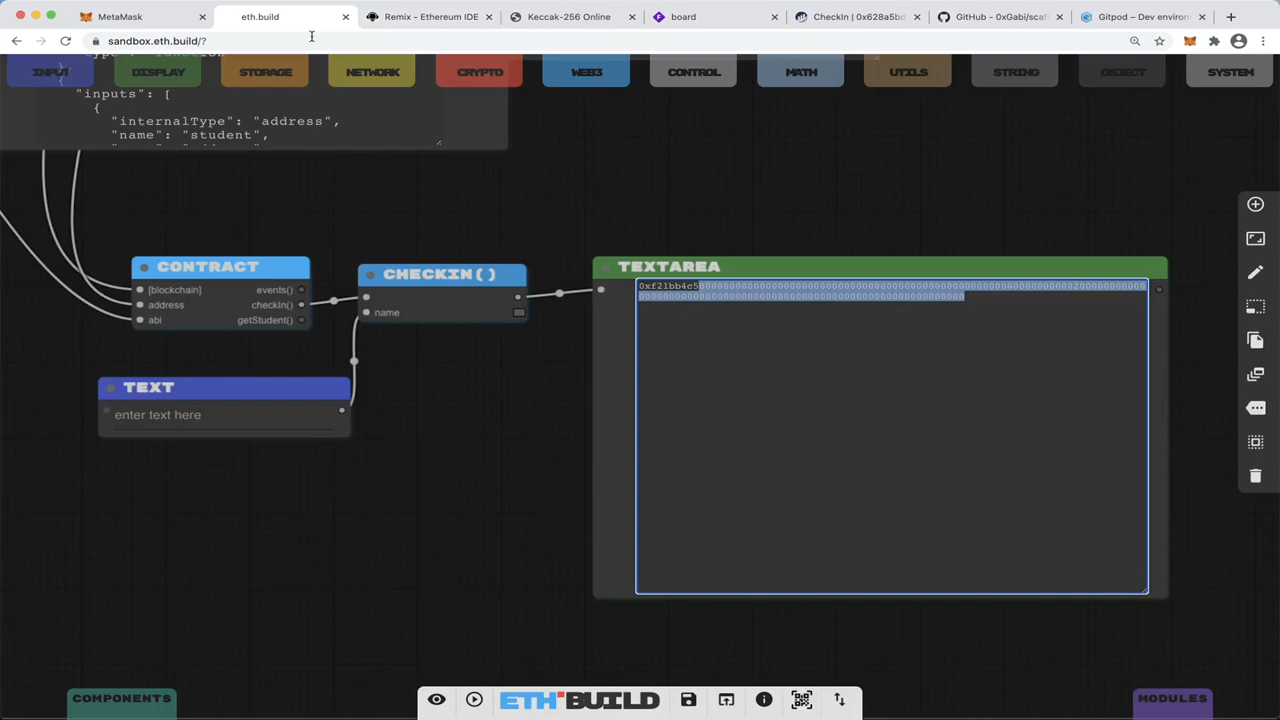 MetaMask
eth.build
Remix - Ethereum IDE
Keccak-256 Online
board
CheckIn | 0x628a5bd
GitHub - 0xGabi/scaf
Gitpod – Dev environm
sandbox.eth.build/?
INPUT
DISPLAY
STORAGE
NETWORK
CRYPTO
WEB3
CONTROL
MATH
UTILS
STRING
OBJECT
SYSTEM
"inputs": [
{
"internalType": "address",
"name": "student",
CONTRACT
[blockchain] events()
address checkIn()
abi getStudent()
CHECKIN()
name
TEXTAREA
TEXT
enter text here
COMPONENTS
ETH BUILD
MODULES